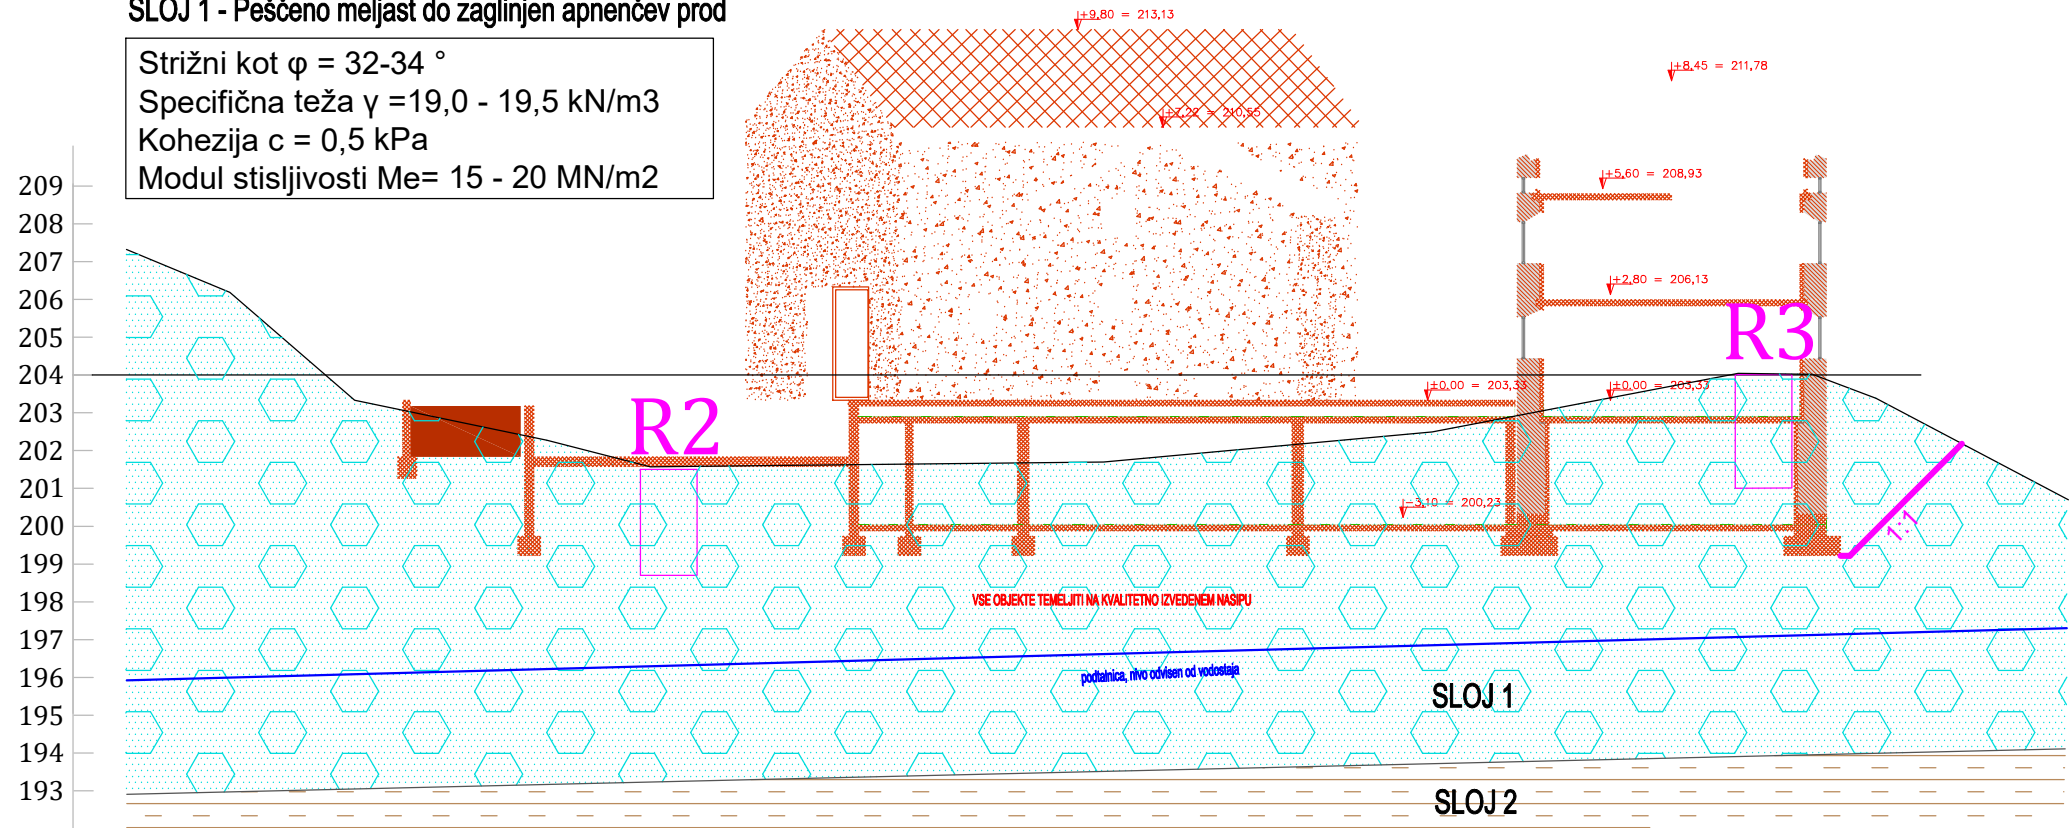 SLOJ 1 - Peščeno meljast do zaglinjen apnenčev prod
Strižni kot φ = 32-34 °
Specifična teža γ =19,0 - 19,5 kN/m3
Kohezija c = 0,5 kPa
Modul stisljivosti Me= 15 - 20 MN/m2
+9,80 = 213,13
+8,45 = 211,78
+7,22 = 210,55
+5,60 = 208,93
+2,80 = 206,13
R3
±0,00 = 203,33
±0,00 = 203,33
R2
-3,10 = 200,23
1:1
VSE OBJEKTE TEMELJITI NA KVALITETNO IZVEDENEM NASIPU
podtalnica, nivo odvisen od vodostaja
SLOJ 1
SLOJ 2
209
208
207
206
205
204
203
202
201
200
199
198
197
196
195
194
193